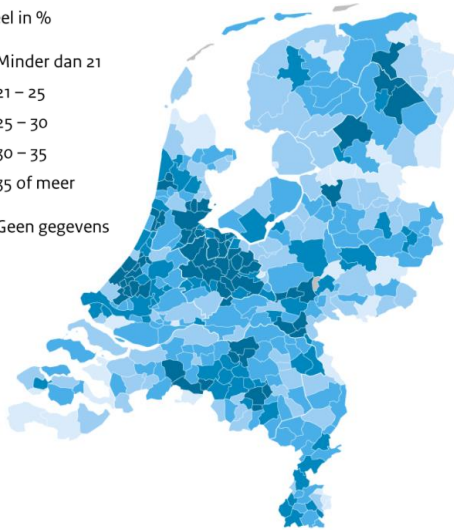 el in %
Minder dan 21
21 – 25
25 – 30
30 – 35
35 of meer
Geen gegevens